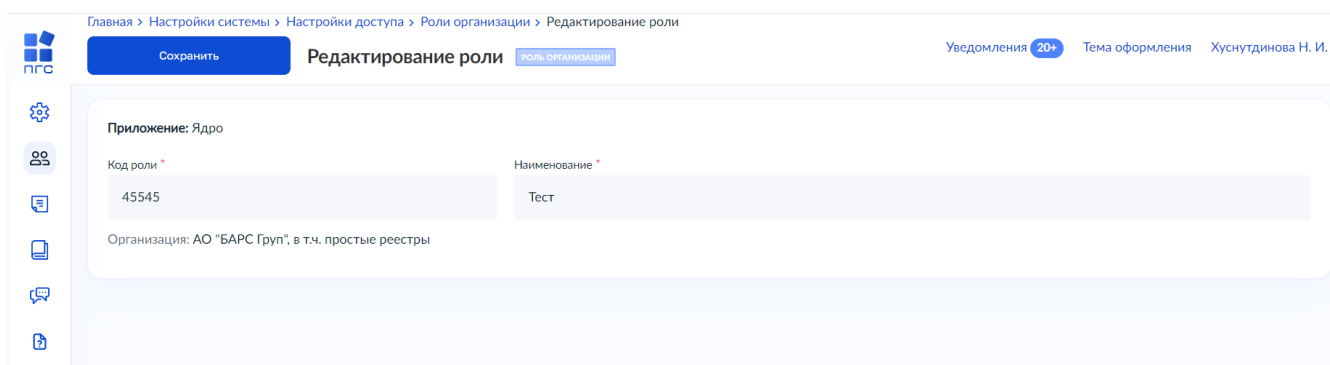 Главная > Настройки системы > Настройки доступа > Роли организации > Редактирование роли
Сохранить
Редактирование роли
РОЛЬ ОРГАНИЗАЦИИ
Уведомления 20+
Тема оформления
Хуснутдинова Н. И.
ПГС
Приложение: Ядро
Код роли *
Наименование *
45545
Тест
Организация: АО "БАРС Груп", в т.ч. простые реестры